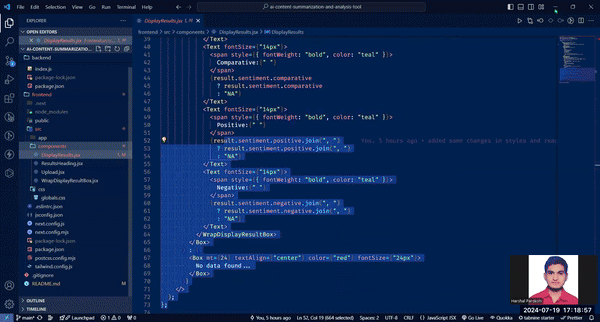 File Edit Selection View Go Run
ai-content-summarization-and-analysis tool
EXPLORER
OPEN EDITORS
DisplayResults.jsx
AI-CONTENT-SUMMARIZATION-...
backend
index.js
package-lock.json
package.json
frontend
.next
node_modules
public
src
app
components
DisplayResults.jsx
ResultsHeading.jsx
Upload.jsx
WrapDisplayResultBox.jsx
css
globals.css
.eslintrc.json
jsconfig.json
next.config.js
next.config.mjs
package-lock.json
package.json
postcss.config.mjs
tailwind.config.js
.gitignore
README.md
OUTLINE
TIMELINE
DisplayResults.jsx
frontend > src > components > DisplayResults.jsx > DisplayResults
39 </Text>
40 <Text fontSize={"14px"}>
41 <span style={{ fontWeight: "bold", color: "teal" }}>
42 Comparative:{" "}
43 </span>
44 {result.sentiment.comparative
45 ? result.sentiment.comparative
46 : "NA"}
47 </Text>
48 <Text fontSize={"14px"}>
49 <span style={{ fontWeight: "bold", color: "teal" }}>
50 Positive:{" "}
51 </span>
52 {result.sentiment.positive.join(", ")
You, 5 hours ago • added some changes in styles and
53 ? result.sentiment.positive.join(", ")
54 : "NA"}
55 </Text>
56 <Text fontSize={"14px"}>
57 <span style={{ fontWeight: "bold", color: "teal" }}>
58 Negative:{" "}
59 </span>
60 {result.sentiment.negative.join(", ")
61 ? result.sentiment.negative.join(", ")
62 : "NA"}
63 </Text>
64 </WrapDisplayResultBox>
65 </Box>
66 :
67 <Box mt={24} textAlign={"center"} color={"red"} fontSize={"24px"}>
68 No data found...
69 </Box>
70 }
71 </>
72 );
73 };
Harshal Pardeshi
2024-07-19 17:18:57
main* Launchpad 0 0 You, 5 hours ago Ln 52, Col 19 (664 selected) Spaces: 2 UTF-8 CRLF JavaScript JSX Go Live Quokka tabnine starter Prettier